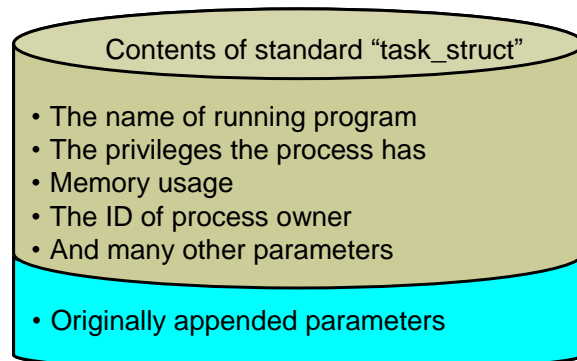 Contents of standard “task_struct”
• The name of running program
• The privileges the process has
• Memory usage
• The ID of process owner
• And many other parameters
• Originally appended parameters